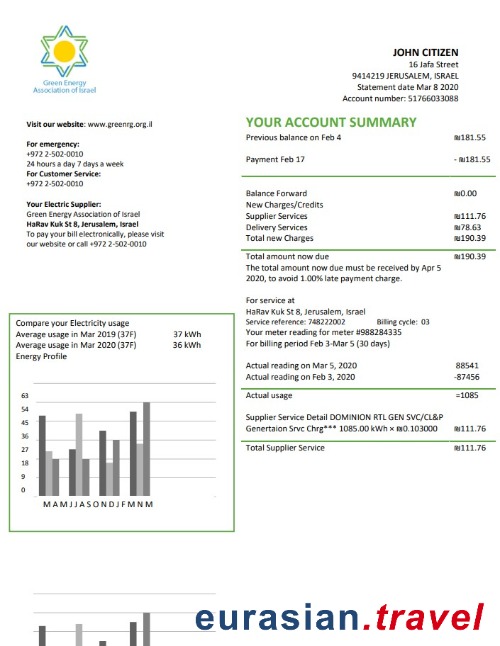 Green Energy
Association of Israel
JOHN CITIZEN
16 Jafa Street
9414219 JERUSALEM, ISRAEL
Statement date Mar 8 2020
Account number: 51766033088
Visit our website: www.greenrg.org.il
For emergency:
+972 2-502-0010
24 hours a day 7 days a week
For Customer Service:
+972 2-502-0010
Your Electric Supplier:
Green Energy Association of Israel
HaRav Kuk St 8, Jerusalem, Israel
To pay your bill electronically, please visit
our website or call +972 2-502-0010
YOUR ACCOUNT SUMMARY
Previous balance on Feb 4 ₪181.55
Payment Feb 17 - ₪181.55
Balance Forward ₪0.00
New Charges/Credits
Supplier Services ₪111.76
Delivery Services ₪78.63
Total new Charges ₪190.39
Total amount now due ₪190.39
The total amount now due must be received by Apr 5
2020, to avoid 1.00% late payment charge.
For service at
HaRav Kuk St 8, Jerusalem, Israel
Service reference: 748222002 Billing cycle: 03
Your meter reading for meter #988284335
For billing period Feb 3-Mar 5 (30 days)
Actual reading on Mar 5, 2020 88541
Actual reading on Feb 3, 2020 -87456
Actual usage =1085
Supplier Service Detail DOMINION RTL GEN SVC/CL&P
Genertaion Srvc Chrg*** 1085.00 kWh × ₪0.103000 ₪111.76
Total Supplier Service ₪111.76
Compare your Electricity usage
Average usage in Mar 2019 (37F) 37 kWh
Average usage in Mar 2020 (37F) 36 kWh
Energy Profile
63
54
45
36
27
18
9
0
M A M J J A S O N D J F M N M
eurasian.travel